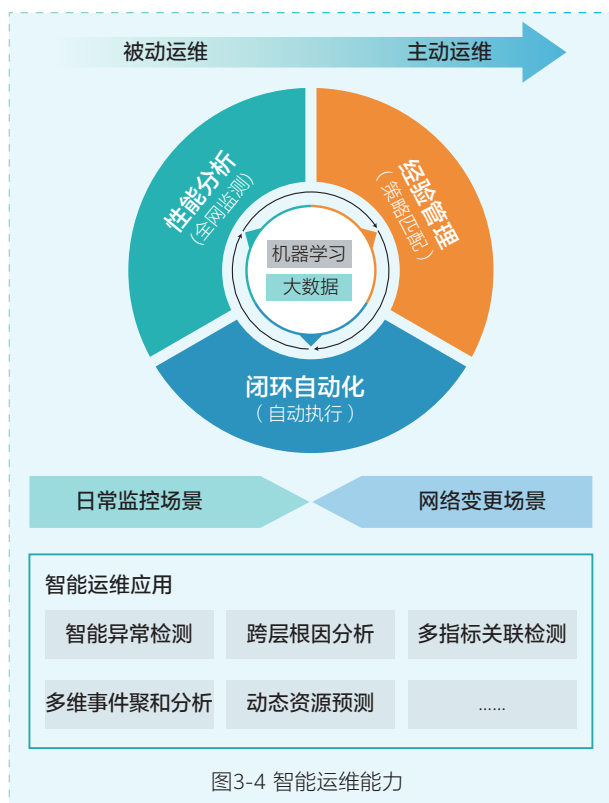 被动运维 主动运维
性能分析
(全网监测)
经验管理
(策略匹配)
机器学习
大数据
闭环自动化
（自动执行）
日常监控场景 网络变更场景
智能运维应用
智能异常检测 跨层根因分析 多指标关联检测
多维事件聚和分析 动态资源预测 ......
图3-4 智能运维能力